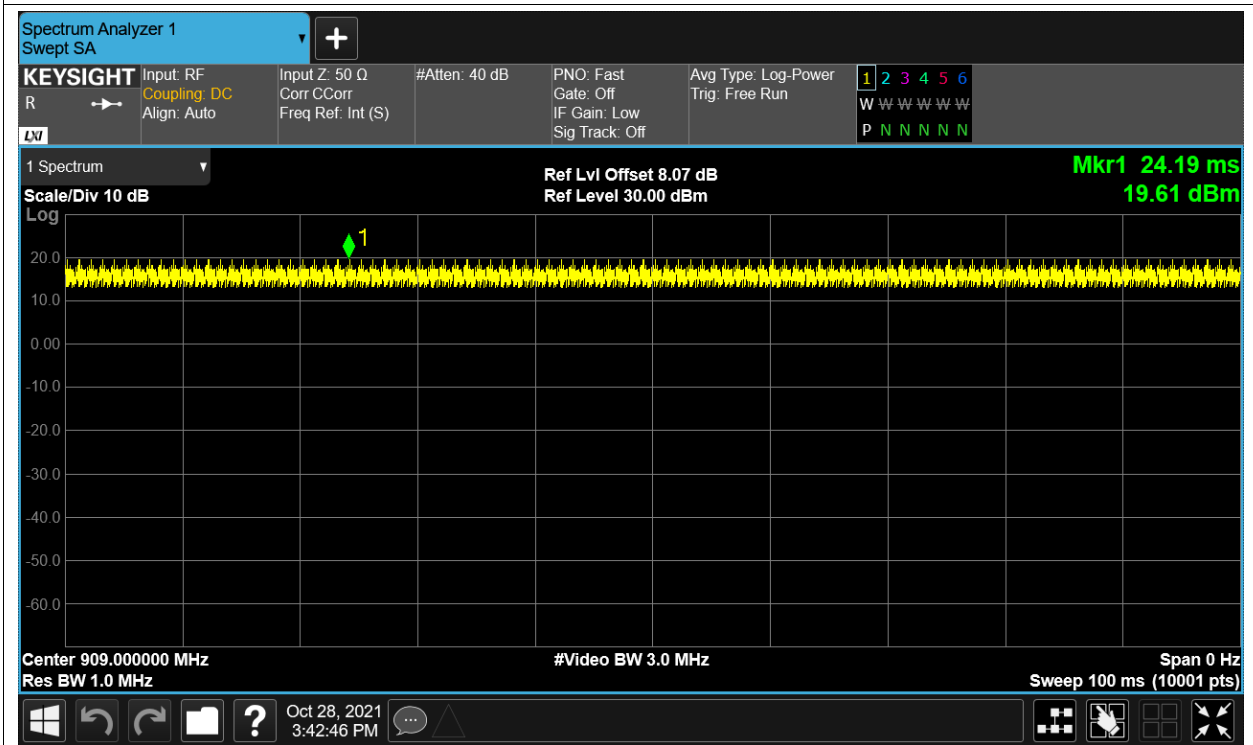 Spectrum Analyzer 1
Swept SA
▼
+
KEYSIGHT Input: RF Input Z: 50 Ω #Atten: 40 dB PNO: Fast Avg Type: Log-Power 1 2 3 4 5 6
R Coupling: DC Corr CCorr Gate: Off Trig: Free Run W W W W W W W
Align: Auto Freq Ref: Int (S) IF Gain: Low
LXI Sig Track: Off P N N N N N
1 Spectrum ▼ Ref Lvl Offset 8.07 dB Mkr1 24.19 ms
Scale/Div 10 dB Ref Level 30.00 dBm 19.61 dBm
Log
1
20.0
10.0
0.00
-10.0
-20.0
-30.0
-40.0
-50.0
-60.0
Center 909.000000 MHz #Video BW 3.0 MHz Span 0 Hz
Res BW 1.0 MHz Sweep 100 ms (10001 pts)
? Oct 28, 2021
3:42:46 PM